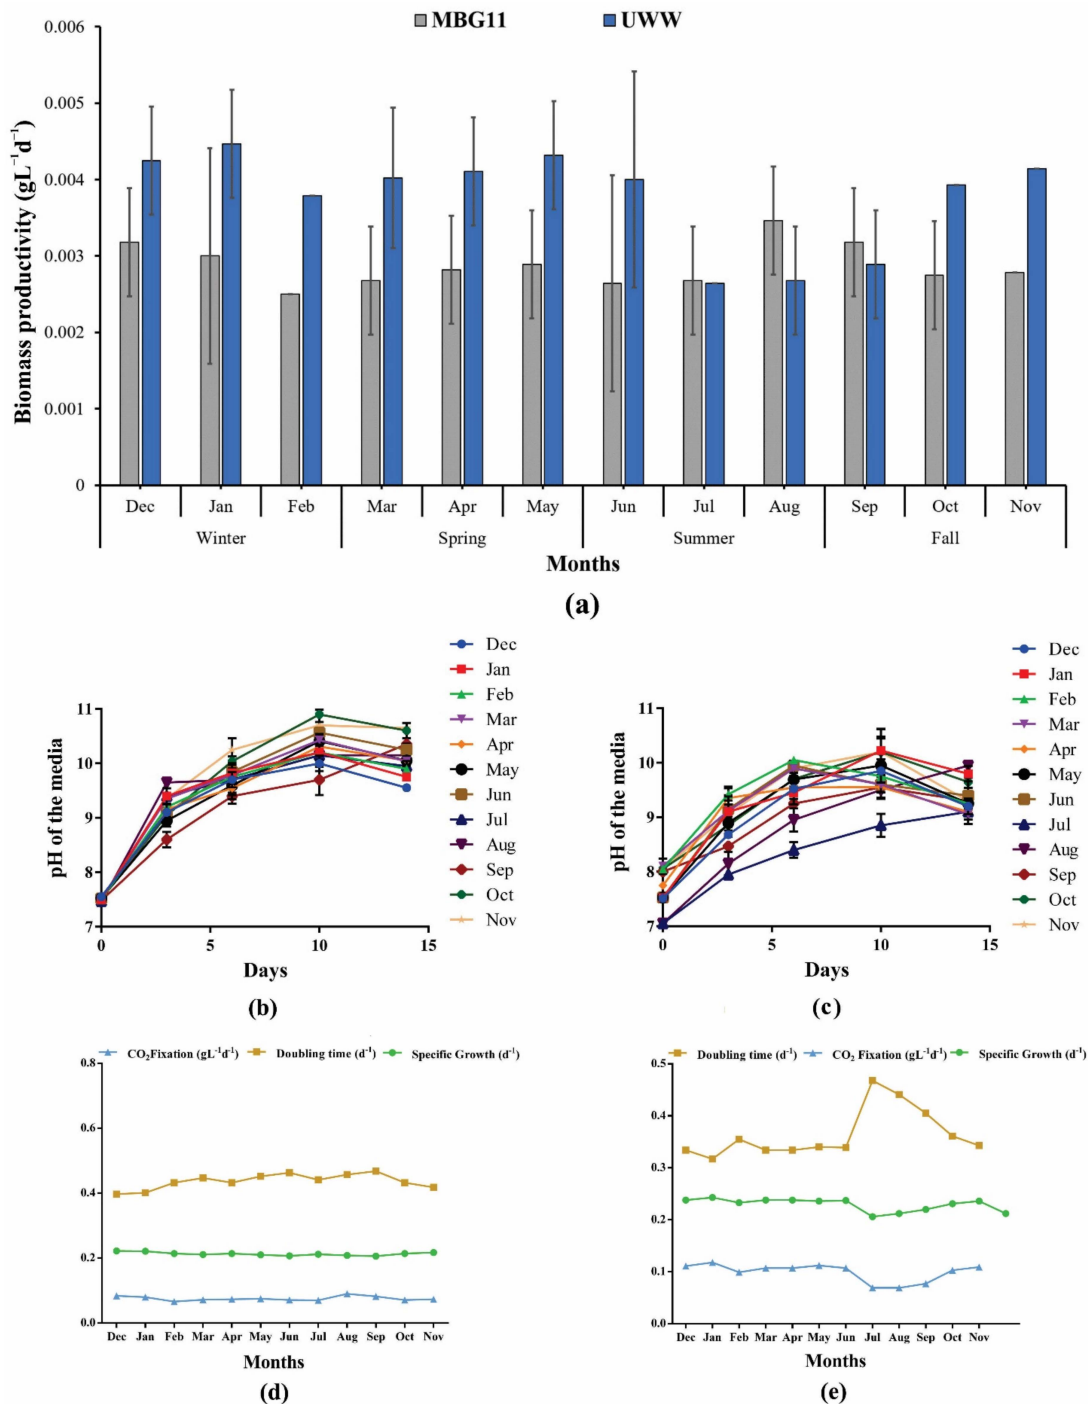 MBG11 UWW
Biomass productivity (gL⁻¹d⁻¹)
0.006
0.005
0.004
0.003
0.002
0.001
0
Dec Jan Feb Mar Apr May Jun Jul Aug Sep Oct Nov
Winter Spring Summer Fall
Months
(a)
pH of the media
11
10
9
8
7
0 5 10 15
Days
Dec
Jan
Feb
Mar
Apr
May
Jun
Jul
Aug
Sep
Oct
Nov
(b)
pH of the media
11
10
9
8
7
0 5 10 15
Days
Dec
Jan
Feb
Mar
Apr
May
Jun
Jul
Aug
Sep
Oct
Nov
(c)
CO₂Fixation (gL⁻¹d⁻¹) Doubling time (d⁻¹) Specific Growth (d⁻¹)
0.8
0.6
0.4
0.2
0.0
Dec Jan Feb Mar Apr May Jun Jul Aug Sep Oct Nov
Months
(d)
Doubling time (d⁻¹) CO₂ Fixation (gL⁻¹d⁻¹) Specific Growth (d⁻¹)
0.5
0.4
0.3
0.2
0.1
0.0
Dec Jan Feb Mar Apr May Jun Jul Aug Sep Oct Nov
Months
(e)